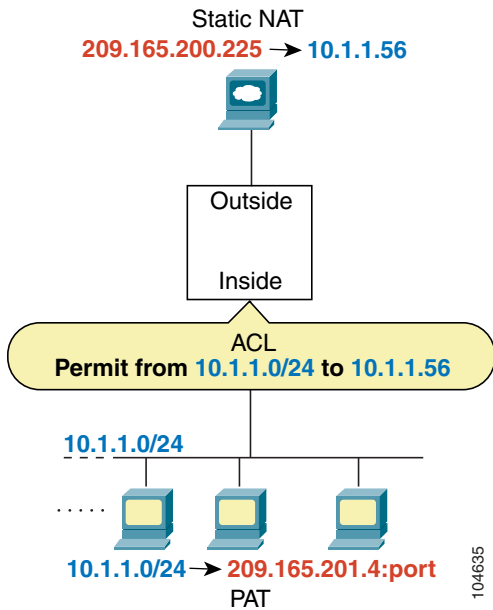 Static NAT
209.165.200.225 → 10.1.1.56
Outside
Inside
ACL
Permit from 10.1.1.0/24 to 10.1.1.56
10.1.1.0/24
10.1.1.0/24 → 209.165.201.4:port
PAT
104635